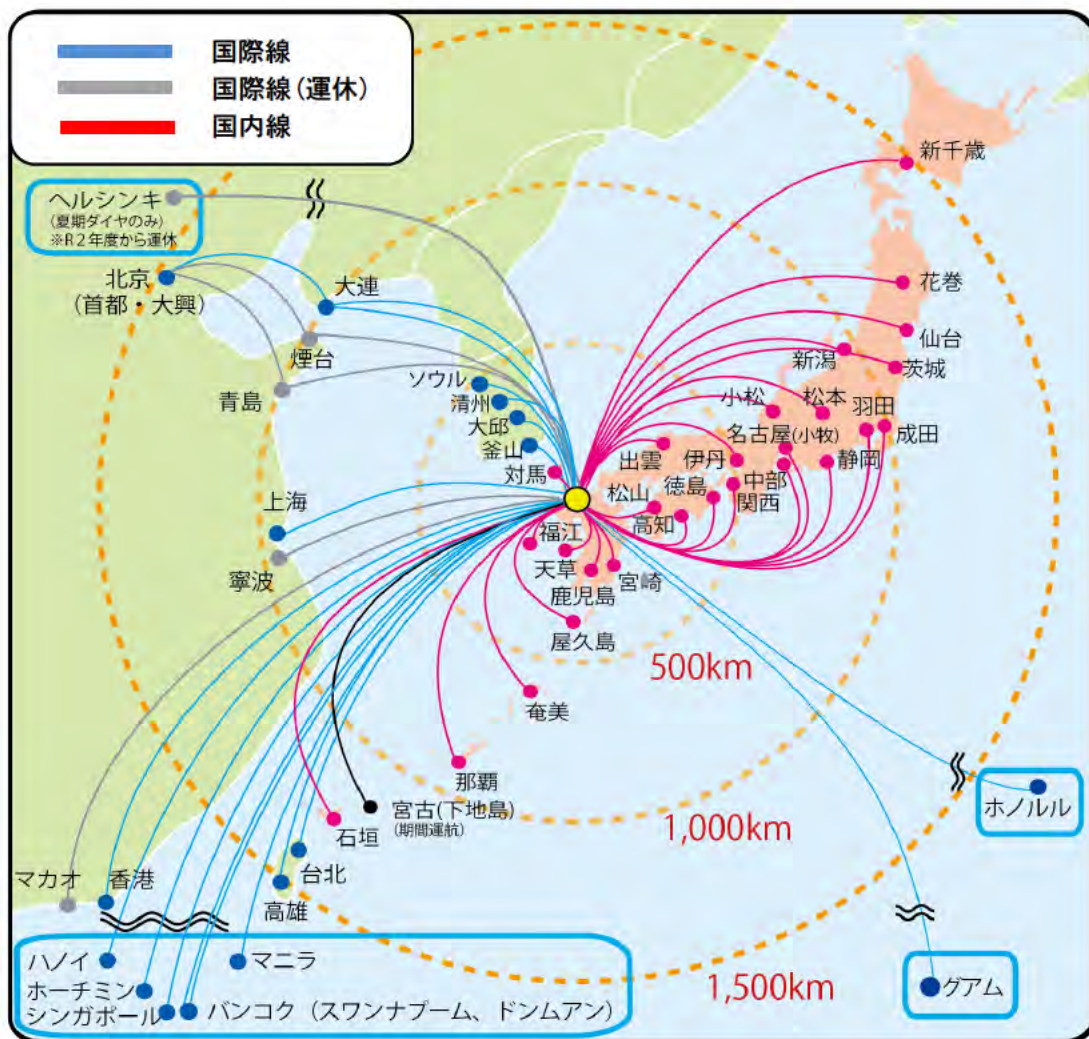 国際線
国際線(運休)
国内線
新千歳
ヘルシンキ
(夏期ダイヤのみ)
※R2年度から運休
北京
(首都・大興)
大連
花巻
仙台
煙台
新潟
茨城
青島
ソウル
清州
大邱
釜山
対馬
小松
松本
羽田
名古屋(小牧)
成田
出雲
伊丹
中部
静岡
松山
徳島
関西
高知
上海
福江
寧波
天草
宮崎
鹿児島
屋久島
500km
奄美
那覇
宮古(下地島)
(期間運航)
石垣
1,000km
ホノルル
台北
マカオ
香港
高雄
ハノイ
マニラ
ホーチミン
シンガポール
バンコク(スワンナプーム、ドンムアン)
1,500km
グアム